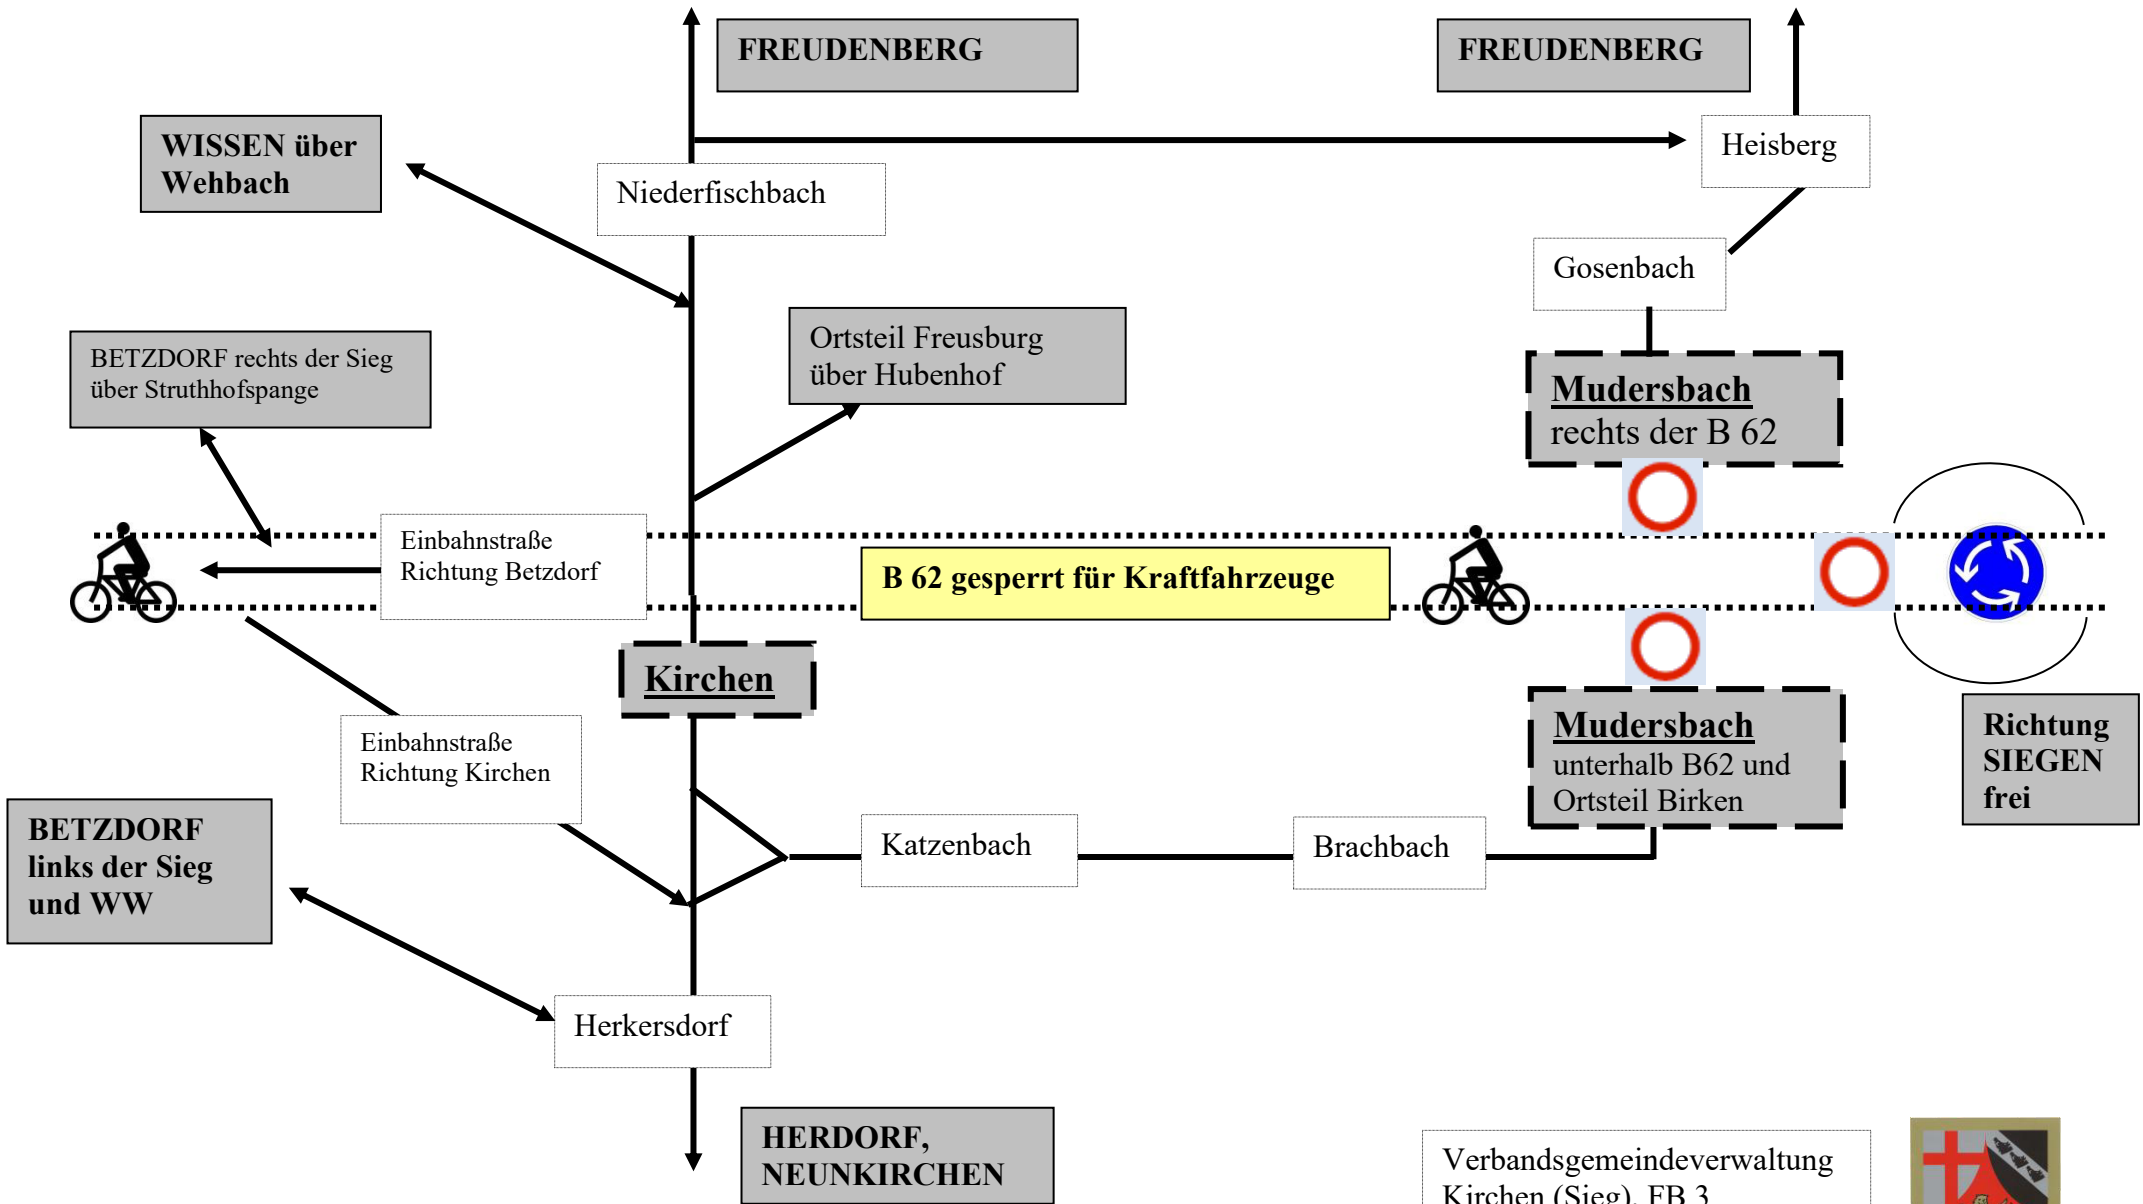 FREUDENBERG
FREUDENBERG
WISSEN über
Wehbach
Heisberg
Niederfischbach
Gosenbach
Ortsteil Freusburg
über Hubenhof
BETZDORF rechts der Sieg
über Struthhofspange
Mudersbach
rechts der B 62
Einbahnstraße
Richtung Betzdorf
B 62 gesperrt für Kraftfahrzeuge
Kirchen
Einbahnstraße
Richtung Kirchen
Mudersbach
unterhalb B62 und
Ortsteil Birken
Richtung
SIEGEN
frei
BETZDORF
links der Sieg
und WW
Katzenbach
Brachbach
Herkersdorf
HERDORF,
NEUNKIRCHEN
Verbandsgemeindeverwaltung
Kirchen (Sieg), FB 3